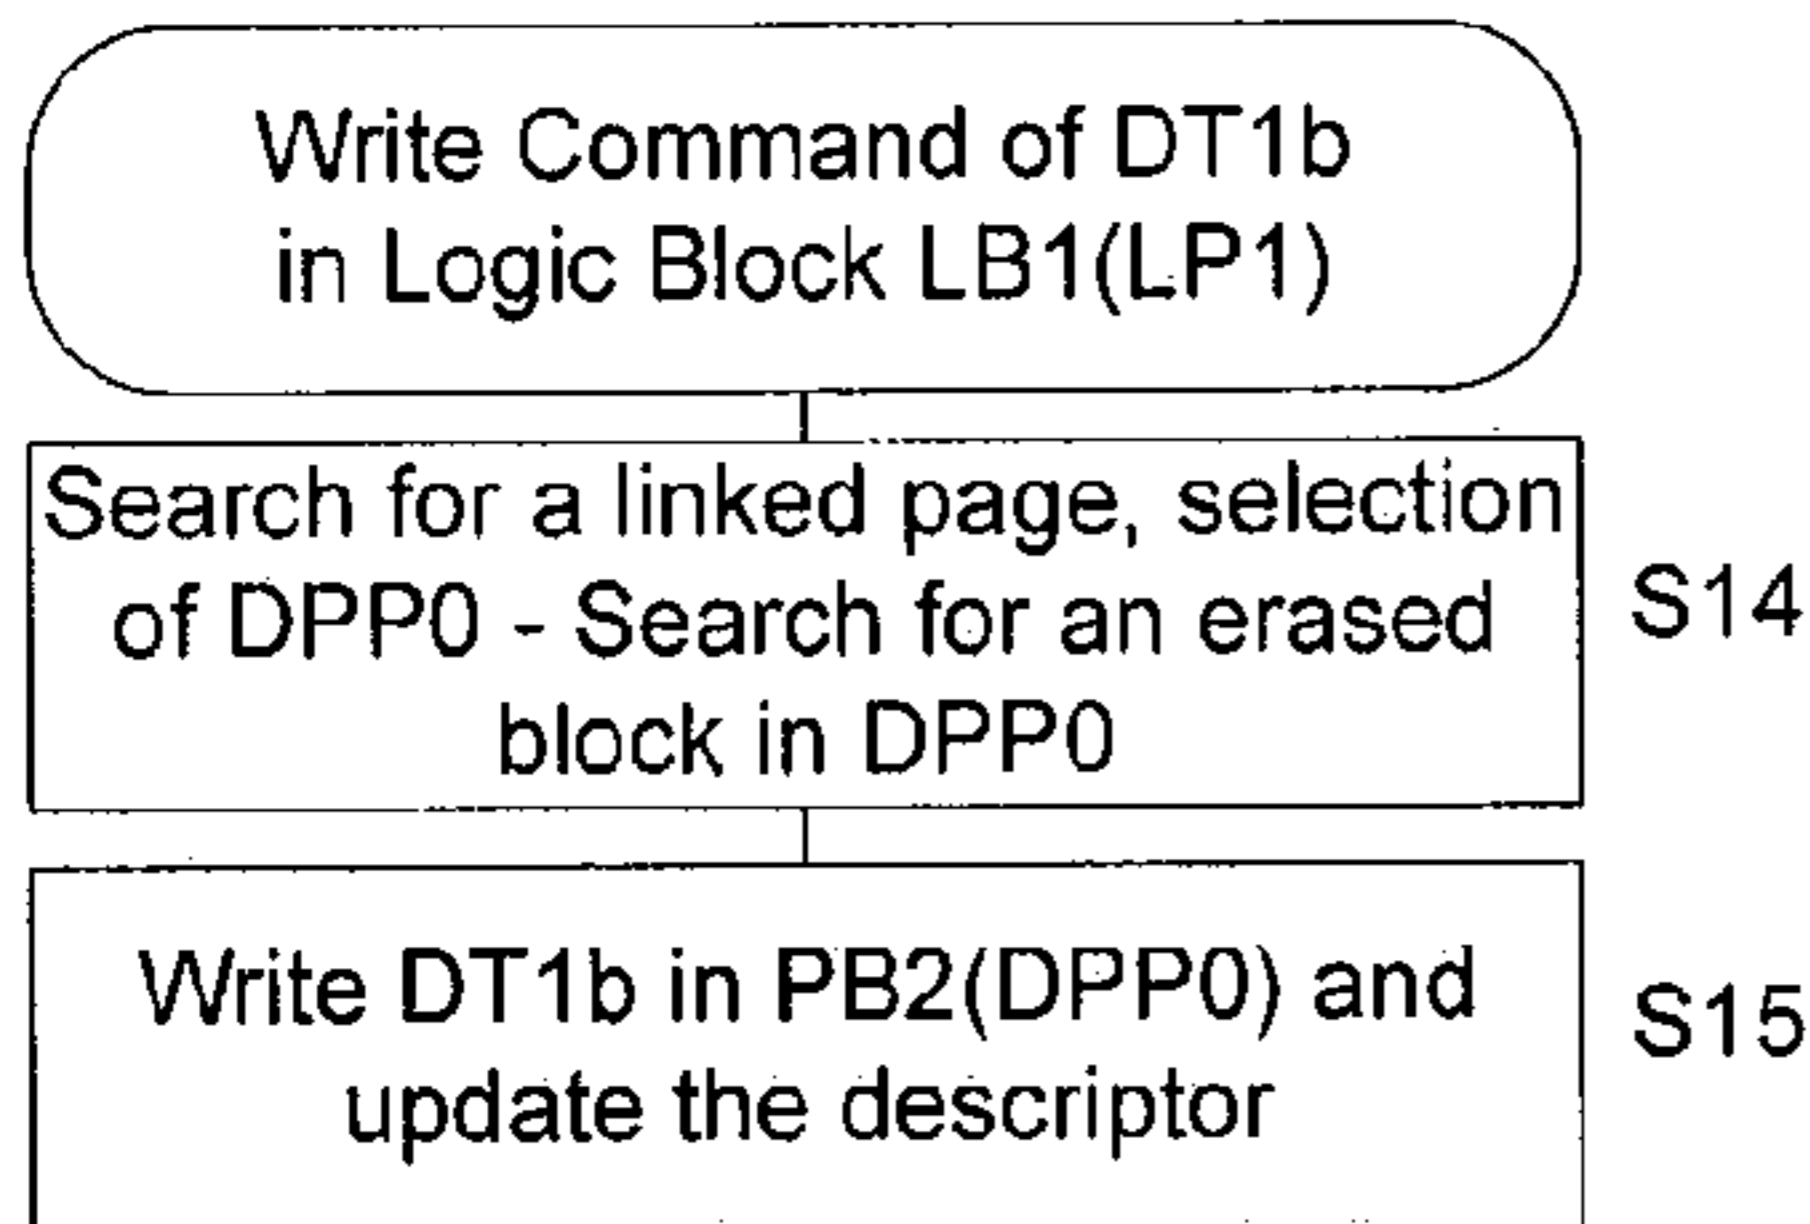 Write Command of DT1b
in Logic Block LB1(LP1)
Search for a linked page, selection
of DPP0 - Search for an erased
block in DPP0
S14
Write DT1b in PB2(DPP0) and
update the descriptor
S15